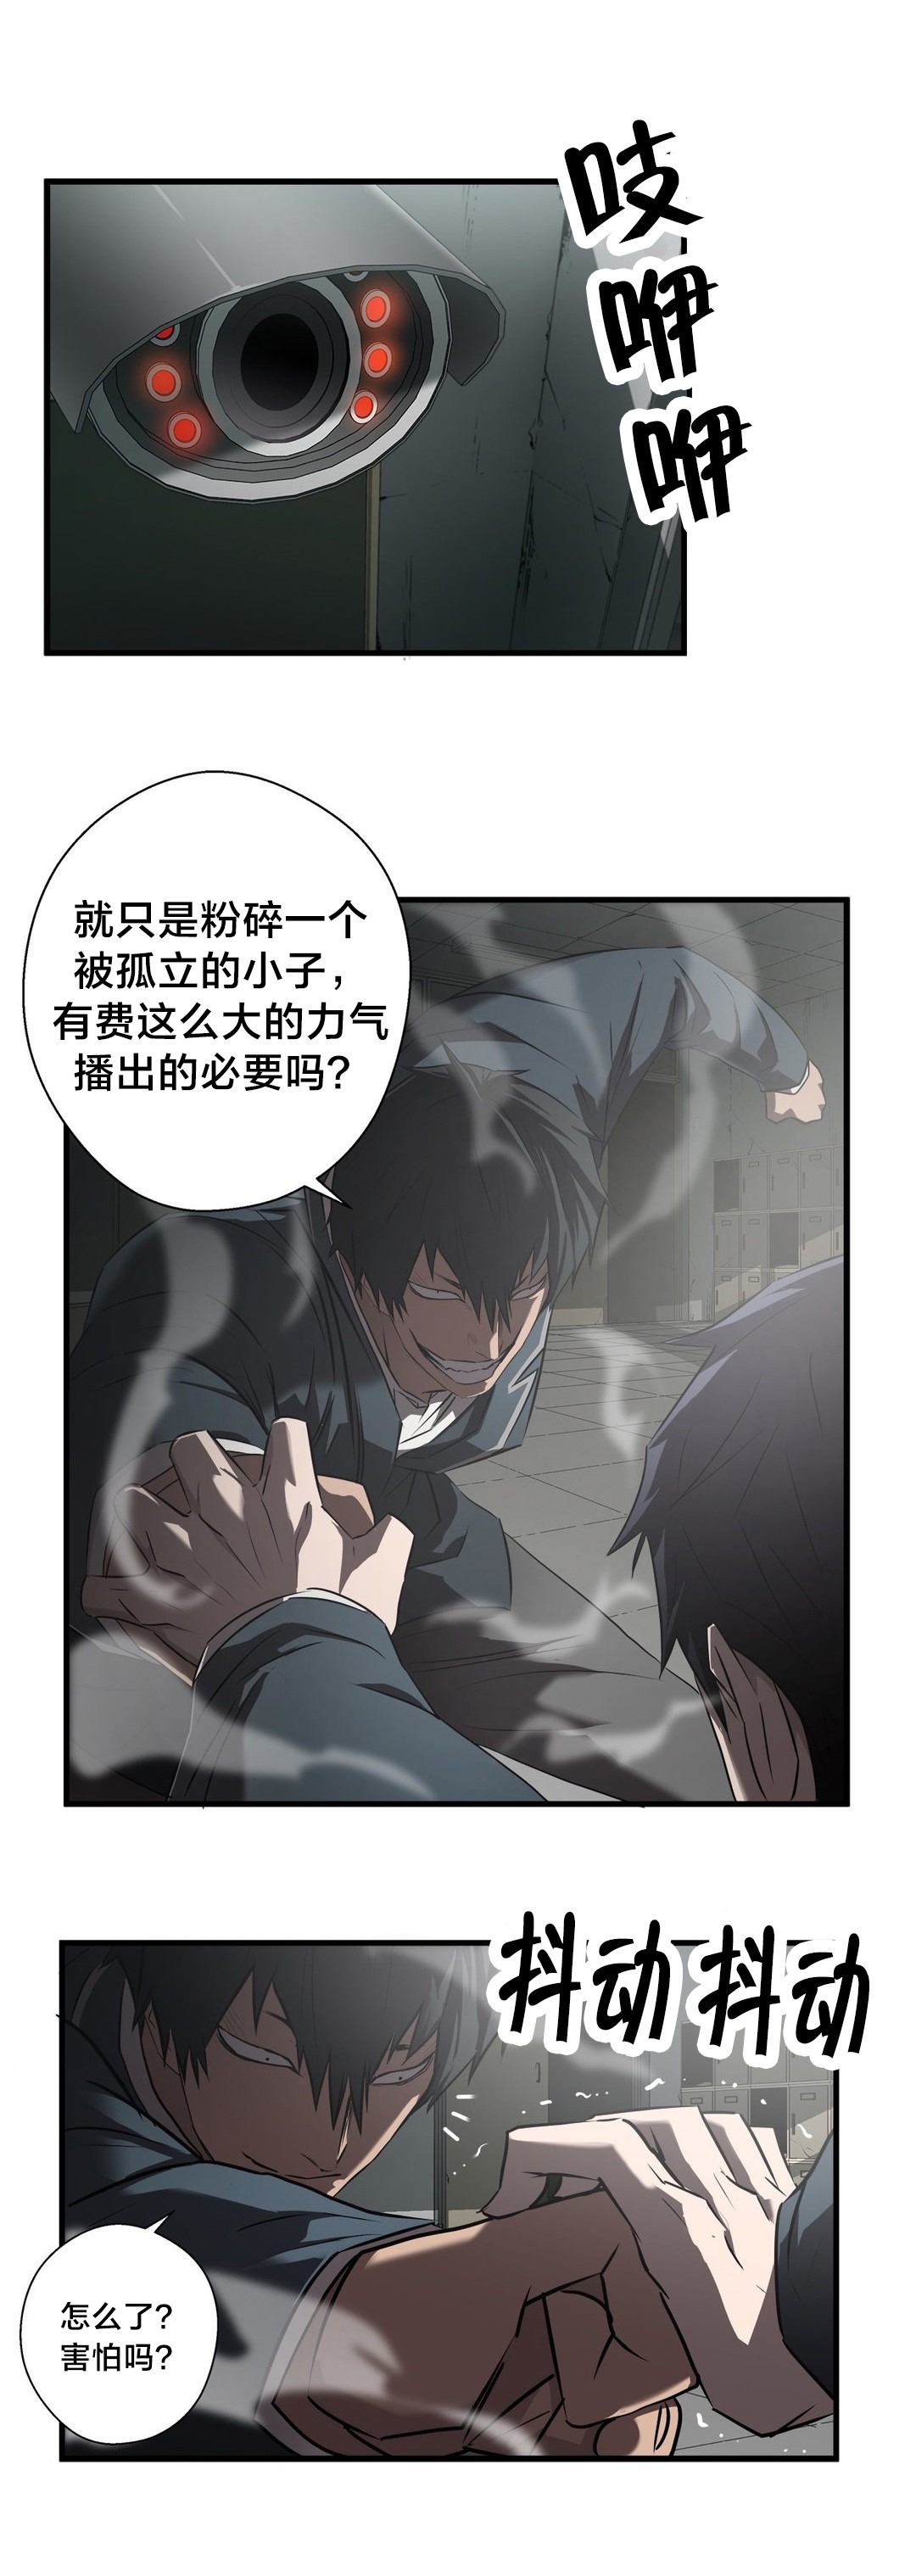 吱
咿
咿
就只是粉碎一个
被孤立的小子，
有费这么大的力气
播出的必要吗？
抖动 抖动
怎么了？
害怕吗？